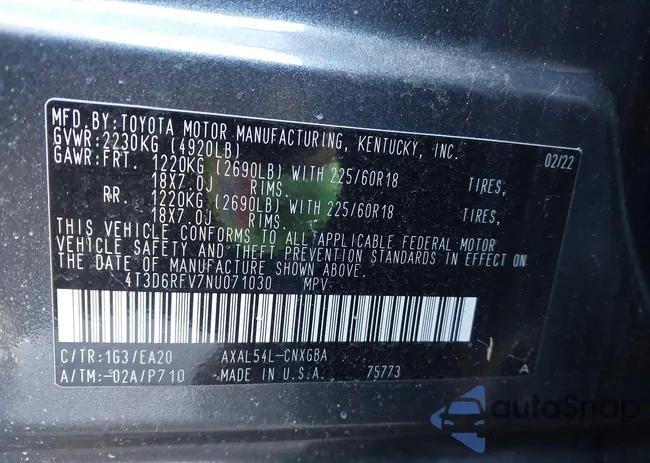 MFD.BY:TOYOTA MOTOR MANUFACTURING, KENTUCKY, INC.
GVWR:2230KG (4920LB) 02/22
GAWR:FRT. 1220KG (2690LB) WITH 225/60R18 TIRES,
18X7.0J RIMS.
RR. 1220KG (2690LB) WITH 225/60R18 TIRES,
18X7.0J RIMS.
THIS VEHICLE CONFORMS TO ALL APPLICABLE FEDERAL MOTOR
VEHICLE SAFETY AND THEFT PREVENTION STANDARDS IN EFFECT ON
THE DATE OF MANUFACTURE SHOWN ABOVE.
4T3D6RFV7NU071030 MPV
C/TR:1G3/EA20 AXAL54L-CNXGBA
A/TM:-02A/P710 MADE IN U.S.A. 75773 A
autoSnap